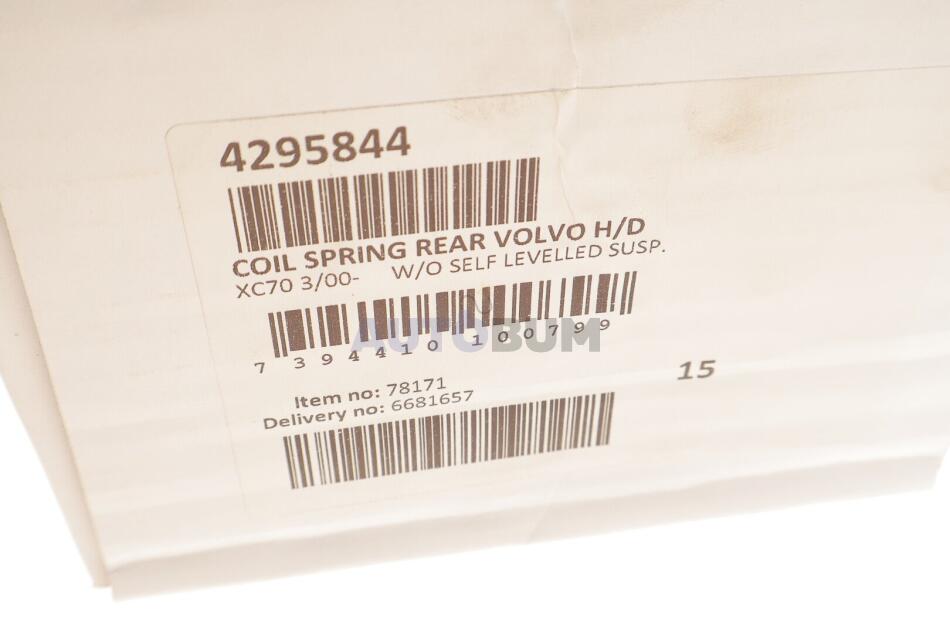 4295844
COIL SPRING REAR VOLVO H/D
XC70 3/00- W/O SELF LEVELLED SUSP.
AUTOBUM
7 394410 100799
Item no: 78171
Delivery no: 6681657
15